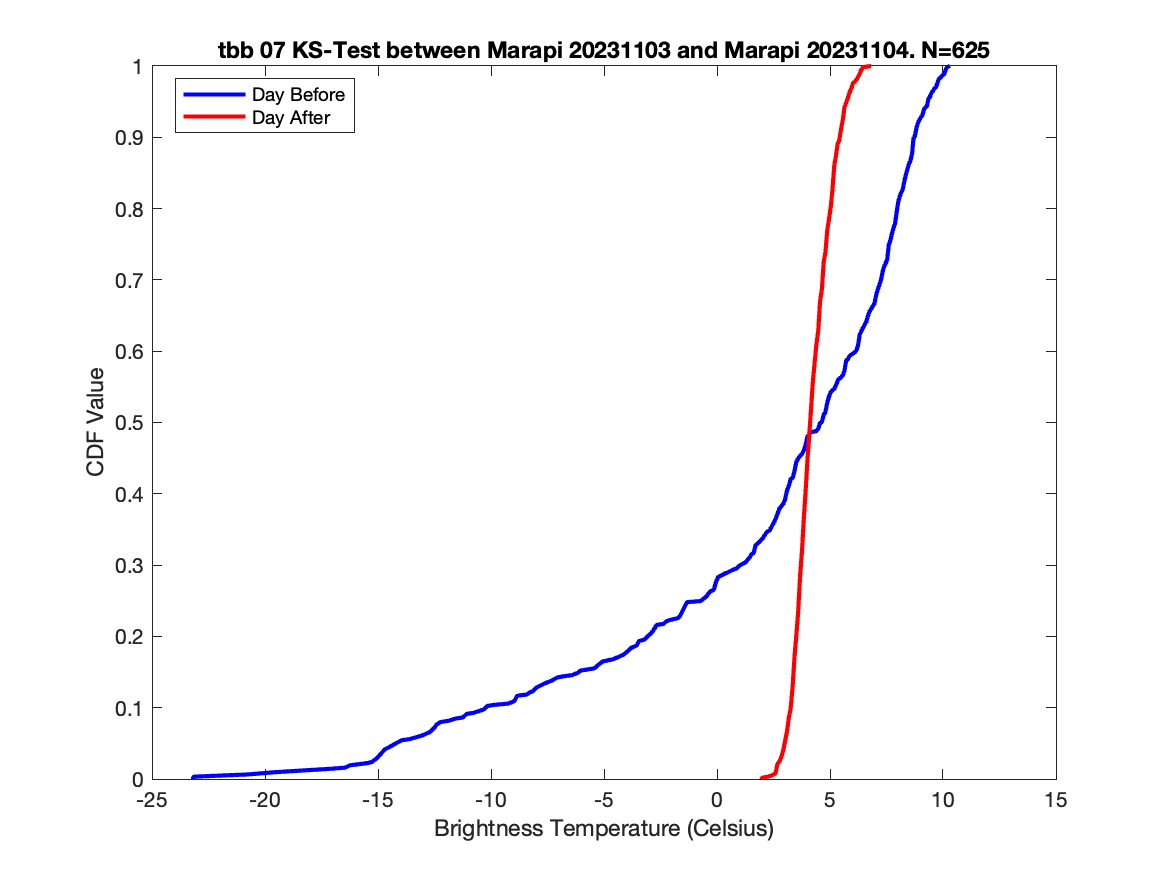 tbb 07 KS-Test between Marapi 20231103 and Marapi 20231104. N=625
Day Before
Day After
1
0.9
0.8
0.7
0.6
0.5
0.4
0.3
0.2
0.1
0
CDF Value
-25 -20 -15 -10 -5 0 5 10 15
Brightness Temperature (Celsius)